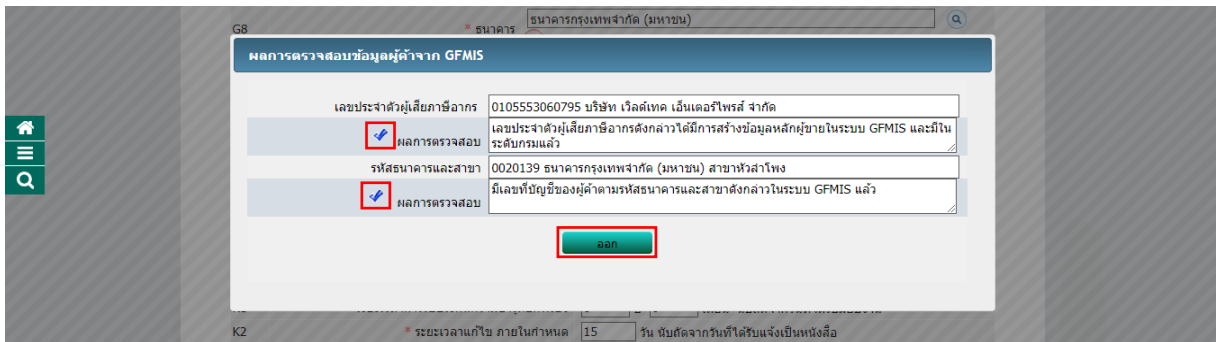 ธนาคารกรุงเทพจำกัด (มหาชน)
G8 * ธนาคาร
ผลการตรวจสอบข้อมูลผู้ค้าจาก GFMIS
เลขประจำตัวผู้เสียภาษีอากร 0105553060795 บริษัท เวิลด์เทค เอ็นเตอร์ไพรส์ จำกัด
ผลการตรวจสอบ เลขประจำตัวผู้เสียภาษีอากรดังกล่าวได้มีการสร้างข้อมูลหลักผู้ขายในระบบ GFMIS และมีใน
ระดับกรมแล้ว
รหัสธนาคารและสาขา 0020139 ธนาคารกรุงเทพจำกัด (มหาชน) สาขาหัวลำโพง
ผลการตรวจสอบ มีเลขที่บัญชีของผู้ค้าตามรหัสธนาคารและสาขาดังกล่าวในระบบ GFMIS แล้ว
ออก
K2 * ระยะเวลาแก้ไข ภายในกำหนด 15 วัน นับถัดจากวันที่ได้รับแจ้งเป็นหนังสือ